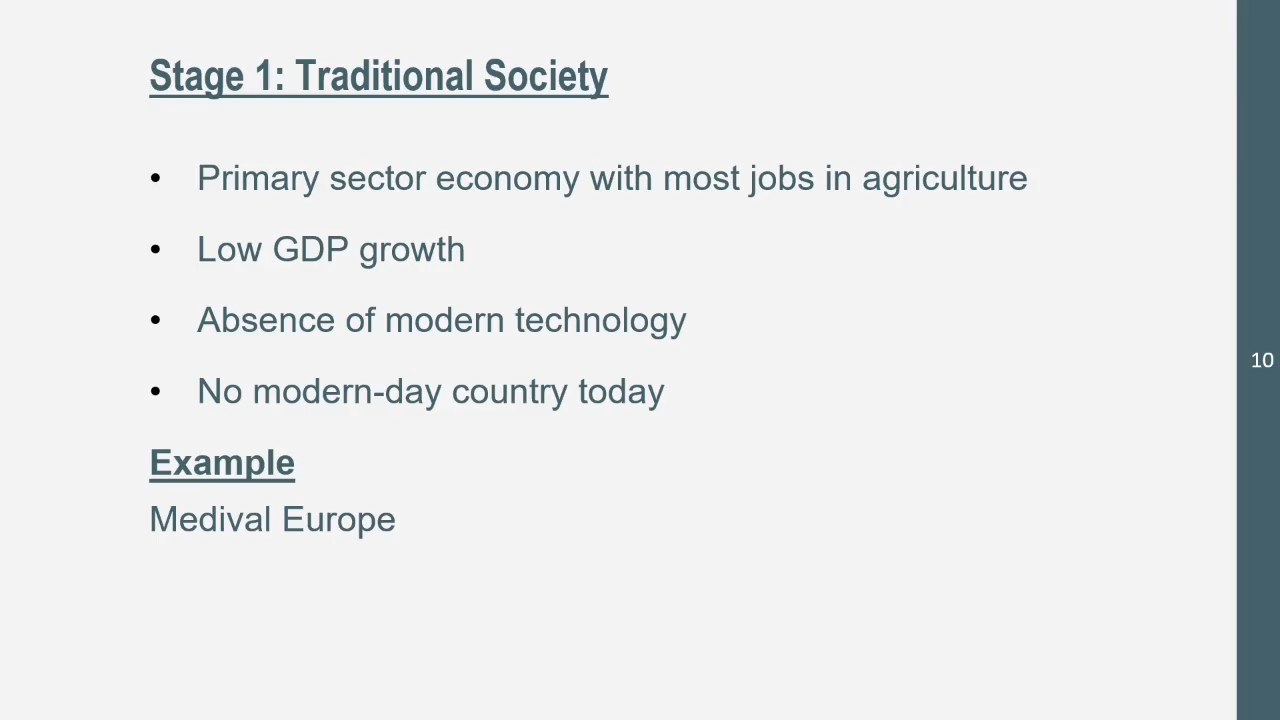 Stage 1: Traditional Society
• Primary sector economy with most jobs in agriculture
• Low GDP growth
• Absence of modern technology
• No modern-day country today
Example
Medival Europe
10